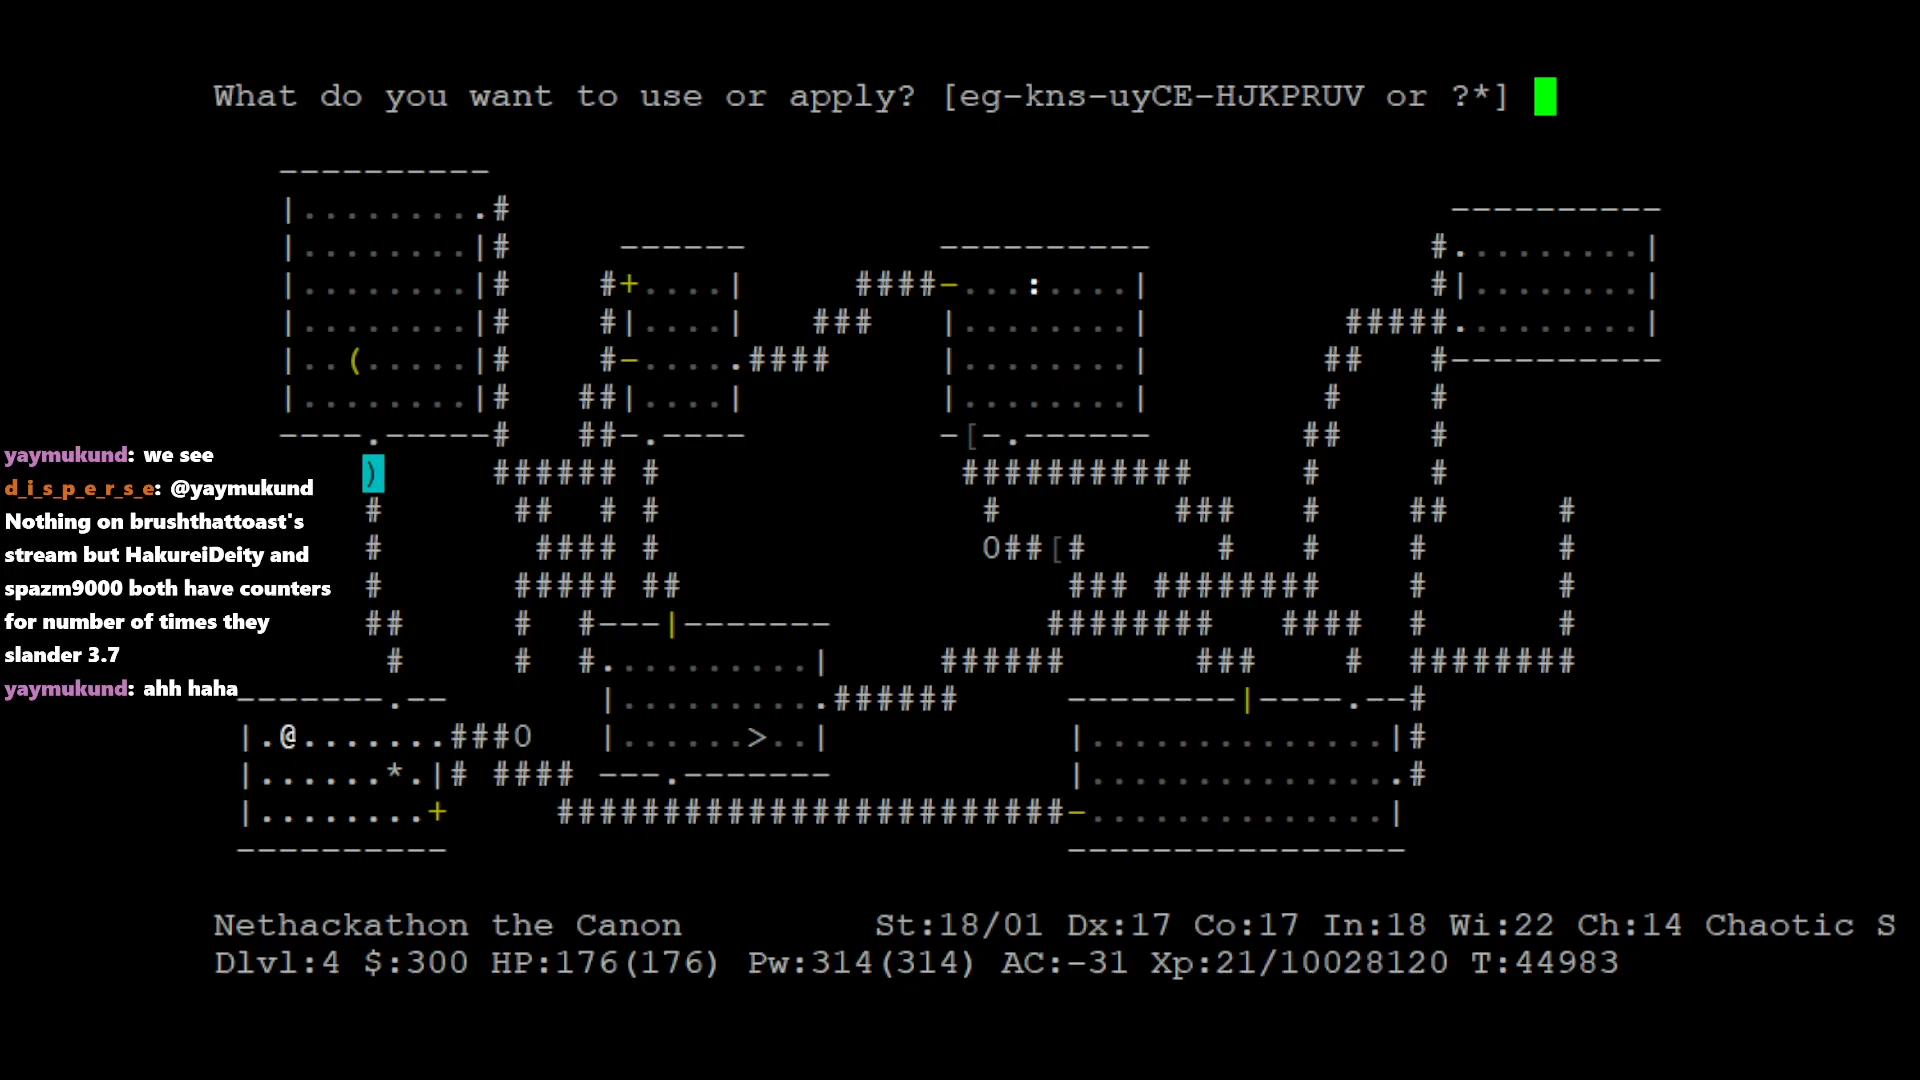 What do you want to use or apply? [eg-kns-uyCE-HJKPRUV or ?*]
----------
|..........#                                            ----------
|........|#     ------         ----------             #.........|
|........|#    #+....|     ####-...:....|             #|........|
|........|#    #|....|   ###   |........|         #####.........|
|..(.....|#    #-.....####     |........|        ##   #----------
|........|#   ##|....|         |........|        #    #
----.-----#   ##-.----         -[-.------       ##    #
yaymukund: we see
)     ###### #              ###########     #     #
d_i_s_p_e_r_s_e: @yaymukund
#      ##  # #              #        ###   #    ##     #
Nothing on brushthattoast's
#       #### #              O##[#      #   #    #      #
stream but HakureiDeity and
#      ##### ##                 ### ########    #      #
spazm9000 both have counters
for number of times they
##     #  #---|-------         ########   ####  #      #
slander 3.7
#     #  #..........|    ######      ###    #  ########
yaymukund: ahh haha
-------.--       |..........######     --------|----.--#
|.@.......###O   |......>..|           |..............|#
|......*.|# #### ---.-------           |...............#
|........+     ########################-..............|
----------                             ----------------
Nethackathon the Canon         St:18/01 Dx:17 Co:17 In:18 Wi:22 Ch:14 Chaotic S
Dlvl:4 $:300 HP:176(176) Pw:314(314) AC:-31 Xp:21/10028120 T:44983